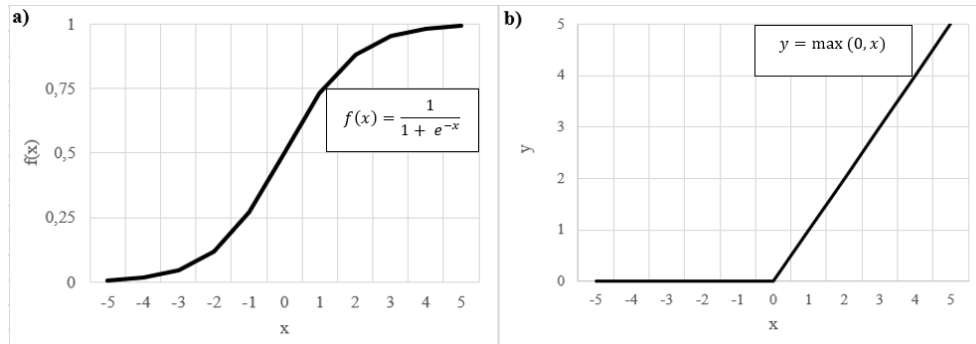 a)
1
0,75
0,5
0,25
0
f(x)
f(x) = 1 / (1 + e^{-x})
-5 -4 -3 -2 -1 0 1 2 3 4 5
x
b)
5
4
3
2
1
0
y
y = max (0, x)
-5 -4 -3 -2 -1 0 1 2 3 4 5
x